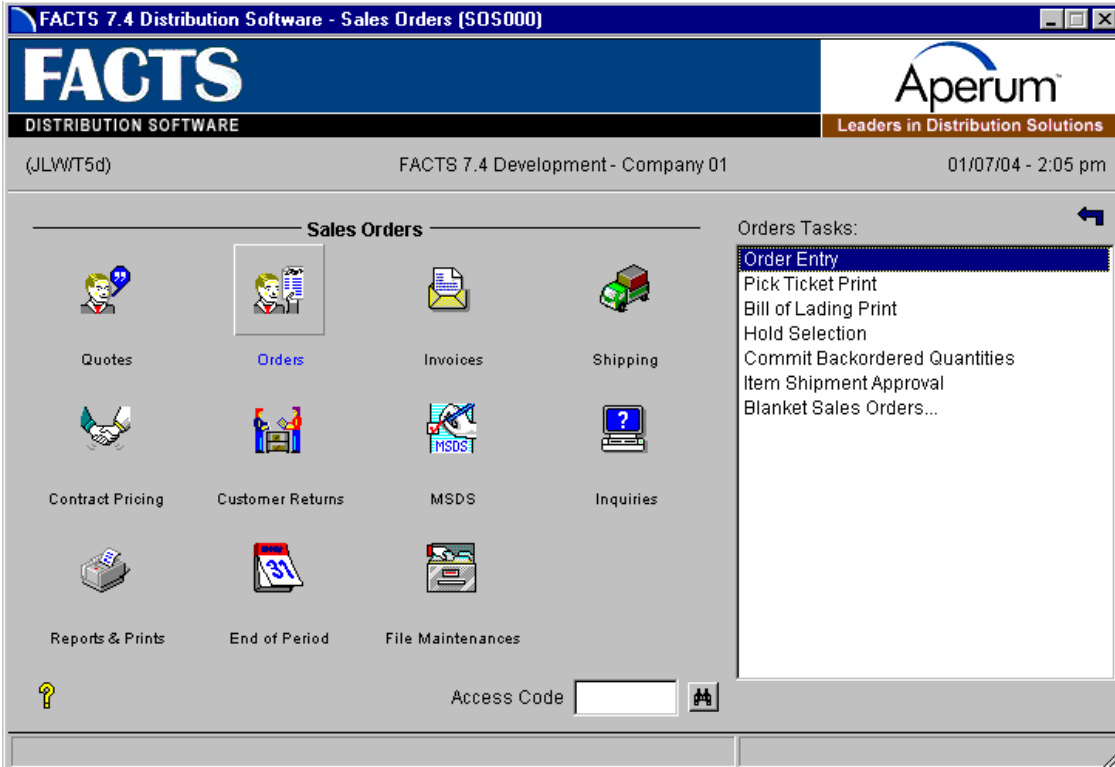 FACTS 7.4 Distribution Software - Sales Orders (SOS000)
FACTS
DISTRIBUTION SOFTWARE
Aperum™
Leaders in Distribution Solutions
(JLW/T5d)
FACTS 7.4 Development - Company 01
01/07/04 - 2:05 pm
Sales Orders
Quotes
Orders
Invoices
Shipping
Contract Pricing
Customer Returns
MSDS
MSDS
?
Inquiries
31
Reports & Prints
End of Period
File Maintenances
?
Access Code
Orders Tasks:
Order Entry
Pick Ticket Print
Bill of Lading Print
Hold Selection
Commit Backordered Quantities
Item Shipment Approval
Blanket Sales Orders...